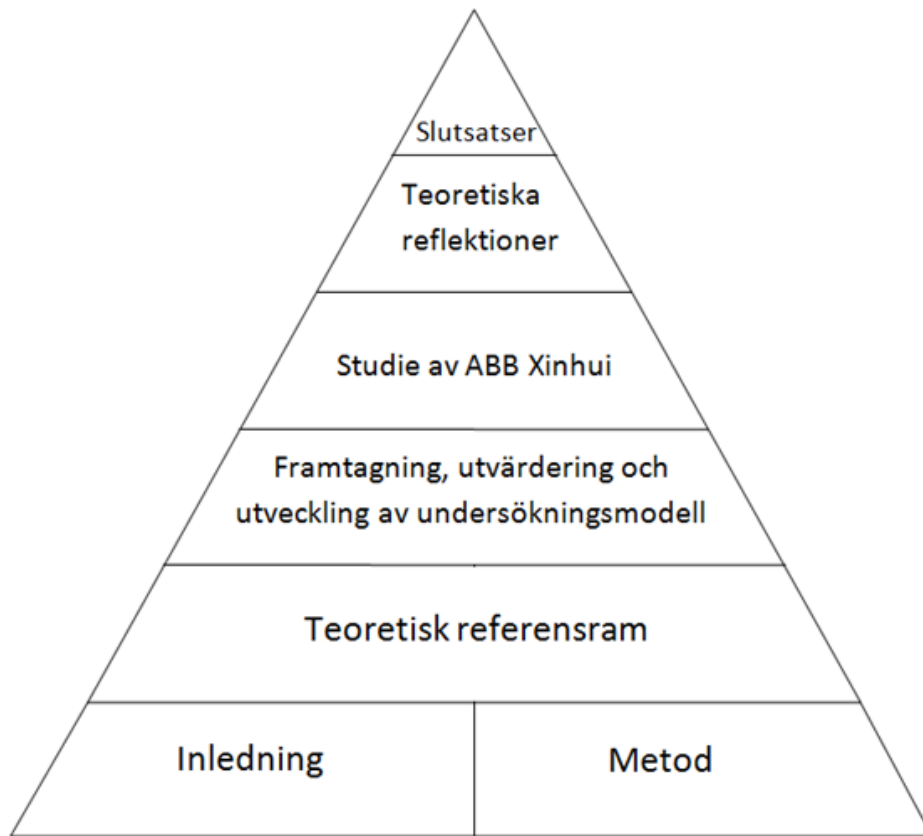 Slutsatser
Teoretiska
reflektioner
Studie av ABB Xinhui
Framtagning, utvärdering och
utveckling av undersökningsmodell
Teoretisk referensram
Inledning
Metod